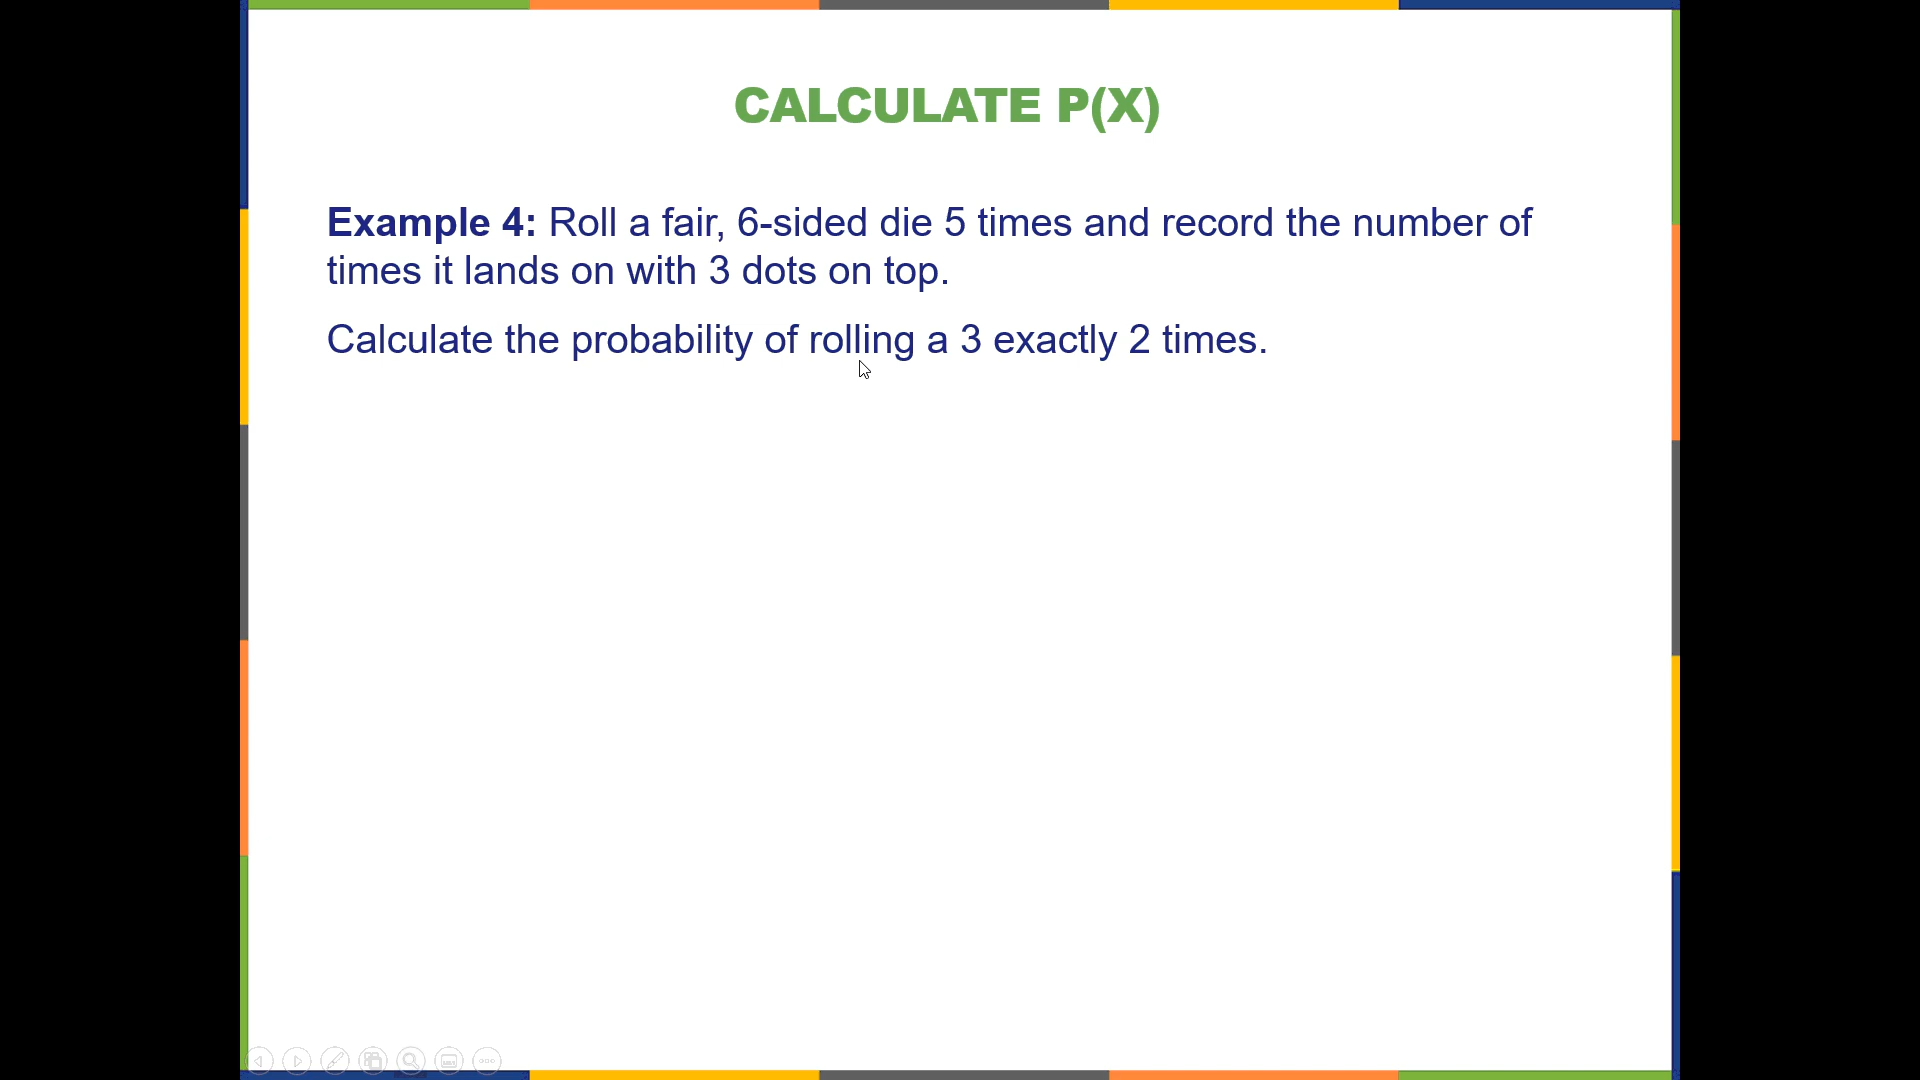 CALCULATE P(X)
Example 4: Roll a fair, 6-sided die 5 times and record the number of
times it lands on with 3 dots on top.
Calculate the probability of rolling a 3 exactly 2 times.